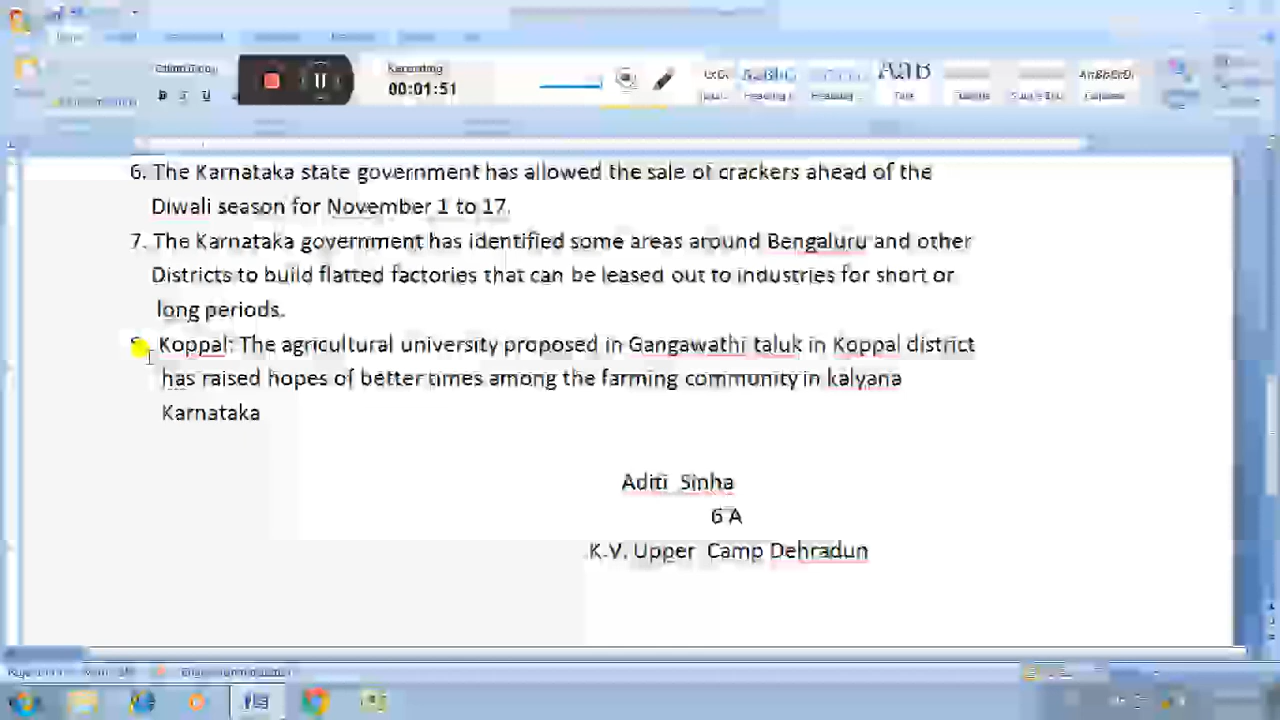 Recording
00:01:51
B I U
Heading
Heading
6. The Karnataka state government has allowed the sale of crackers ahead of the
Diwali season for November 1 to 17.
7. The Karnataka government has identified some areas around Bengaluru and other
Districts to build flatted factories that can be leased out to industries for short or
long periods.
Koppal: The agricultural university proposed in Gangawathi taluk in Koppal district
has raised hopes of better times among the farming community in kalyana
Karnataka
Aditi Sinha
6 A
K.V. Upper Camp Dehradun